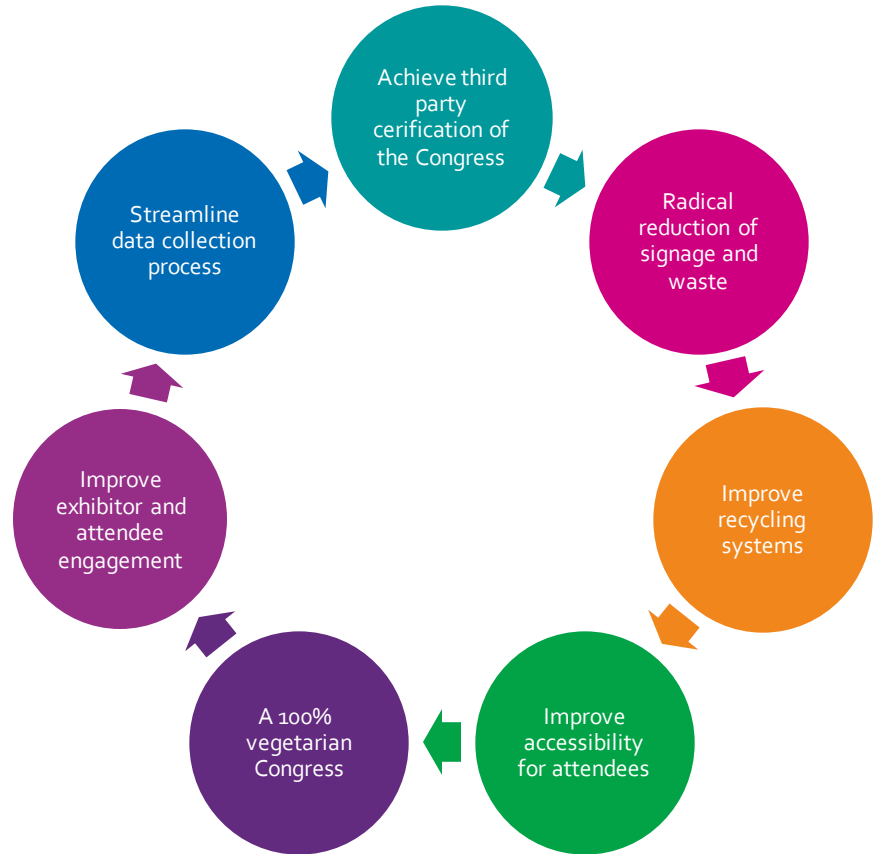 Achieve third
party
cerification of
the Congress
Radical
reduction of
signage and
waste
Improve
recycling
systems
Improve
accessibility
for attendees
A 100%
vegetarian
Congress
Improve
exhibitor and
attendee
engagement
Streamline
data collection
process